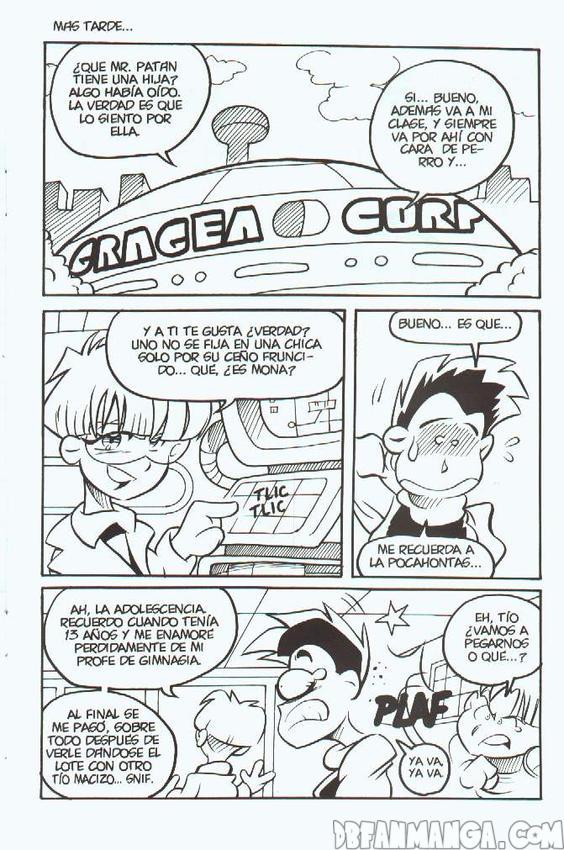 MAS TARDE...
¿QUE MR. PATÁN
TIENE UNA HIJA?
ALGO HABÍA OÍDO.
LA VERDAD ES QUE
LO SIENTO POR
ELLA.
SI... BUENO,
ADEMAS VA A MI
CLASE, Y SIEMPRE
VA POR AHÍ CON
CARA DE PE-
RRO Y...
GRAGEA CORP
Y A TI TE GUSTA ¿VERDAD?
UNO NO SE FIJA EN UNA CHICA
SOLO POR SU CEÑO FRUNCI-
DO... QUE, ¿ES MONA?
TLIC
TLIC
BUENO... ES QUE...
ME RECUERDA A
LA POCAHONTAS...
AH, LA ADOLESCENCIA.
RECUERDO CUANDO TENÍA
13 AÑOS Y ME ENAMORÉ
PERDIDAMENTE DE MI
PROFE DE GIMNASIA.
AL FINAL SE
ME PASÓ, SOBRE
TODO DESPUÉS DE
VERLE DÁNDOSE EL
LOTE CON OTRO
TÍO MACIZO... SNIF.
PLAF
EH, TÍO
¿VAMOS A
PEGARNOS
O QUE...?
YA VA.
YA VA.
DBFANMANGA.COM